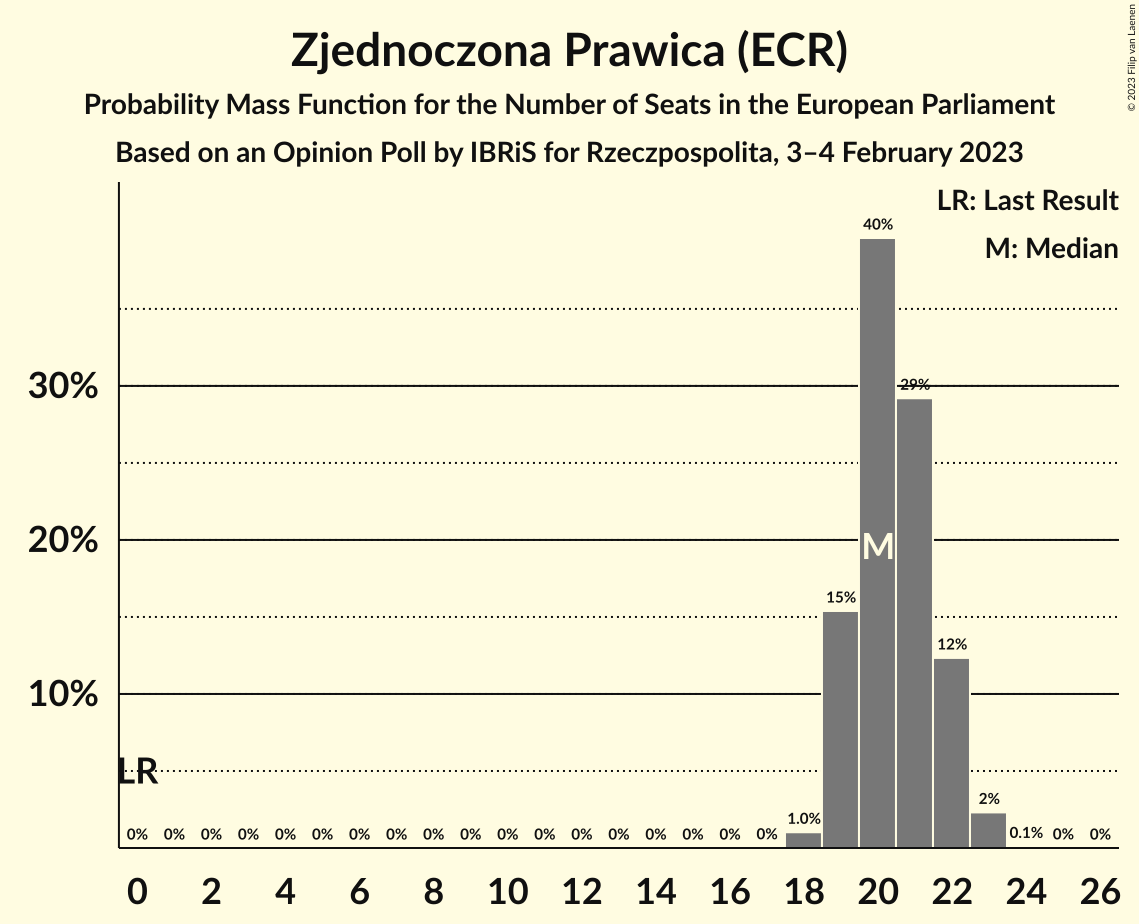 Zjednoczona Prawica (ECR)
Probability Mass Function for the Number of Seats in the European Parliament
Based on an Opinion Poll by IBRiS for Rzeczpospolita, 3–4 February 2023
© 2023 Filip van Laenen
LR: Last Result
M: Median
40%
30%
29%
20%
M
15%
12%
10%
LR
0% 0% 0% 0% 0% 0% 0% 0% 0% 0% 0% 0% 0% 0% 0% 0% 0% 0% 1.0% 2% 0.1% 0% 0%
0 2 4 6 8 10 12 14 16 18 20 22 24 26